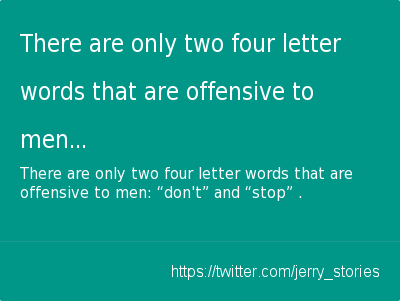 There are only two four letter
words that are offensive to
men...
There are only two four letter words that are
offensive to men: “don't” and “stop” .
https://twitter.com/jerry_stories